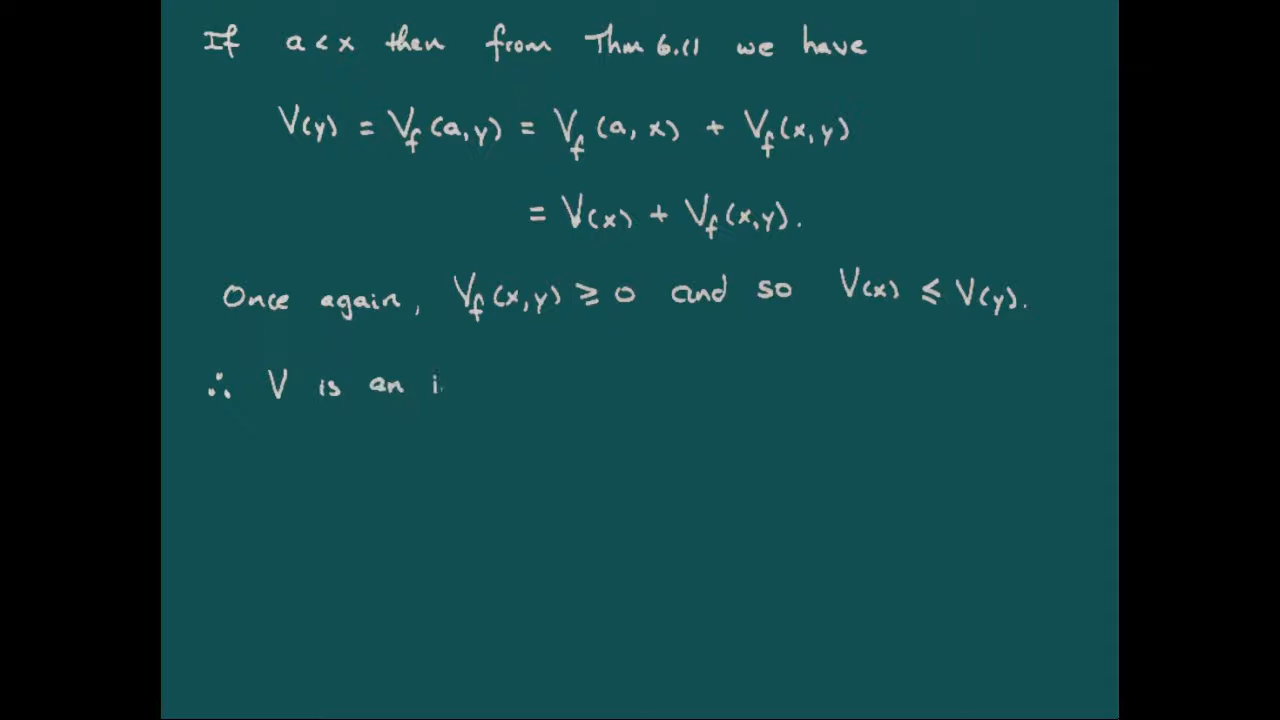 If a < x then from Thm 6.11 we have
V(y) = V_f(a, y) = V_f(a, x) + V_f(x, y)
= V(x) + V_f(x, y).
Once again, V_f(x, y) ⩾ 0 and so V(x) ⩽ V(y).
∴ V is an i